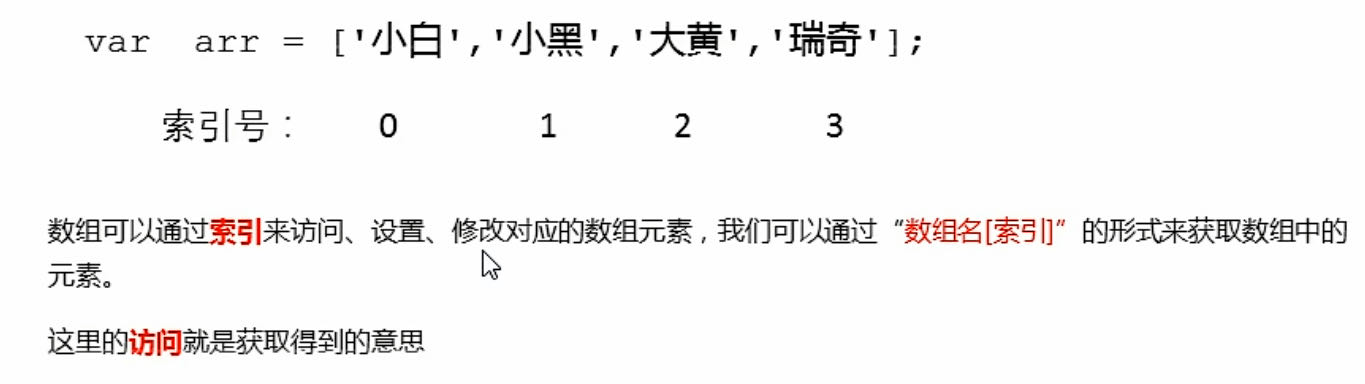 var arr = ['小白','小黑','大黄','瑞奇'];
索引号： 0 1 2 3
数组可以通过索引来访问、设置、修改对应的数组元素，我们可以通过“数组名[索引]”的形式来获取数组中的
元素。
这里的访问就是获取得到的意思